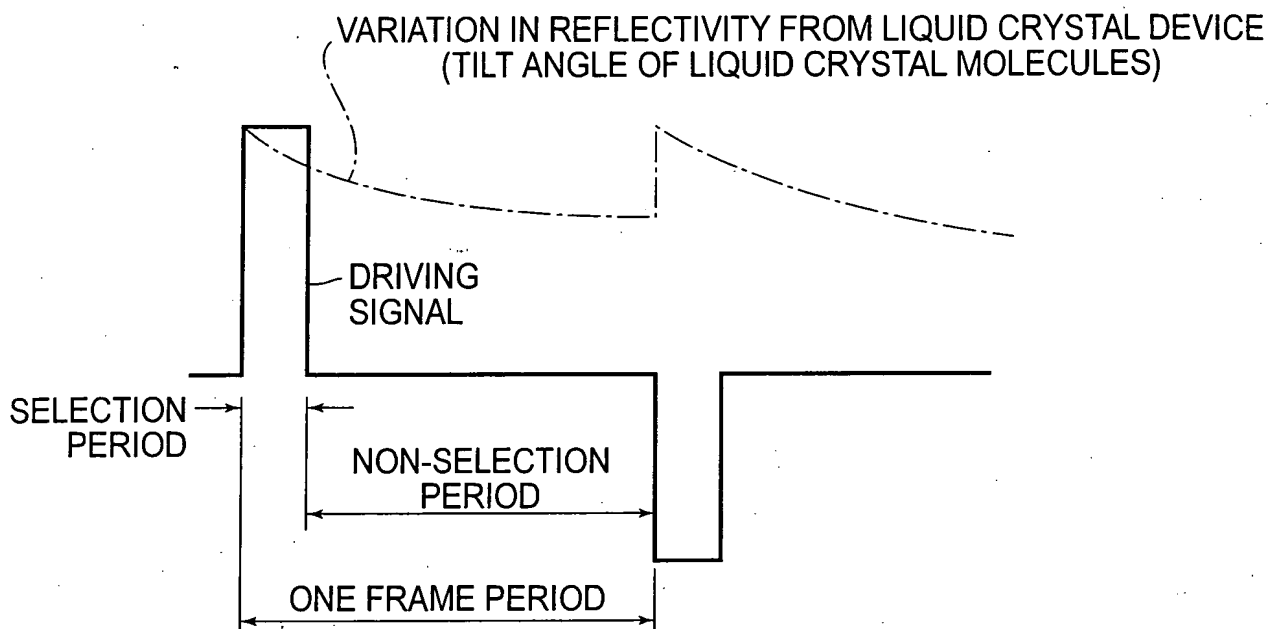 VARIATION IN REFLECTIVITY FROM LIQUID CRYSTAL DEVICE
(TILT ANGLE OF LIQUID CRYSTAL MOLECULES)
DRIVING
SIGNAL
SELECTION
PERIOD
NON-SELECTION
PERIOD
ONE FRAME PERIOD